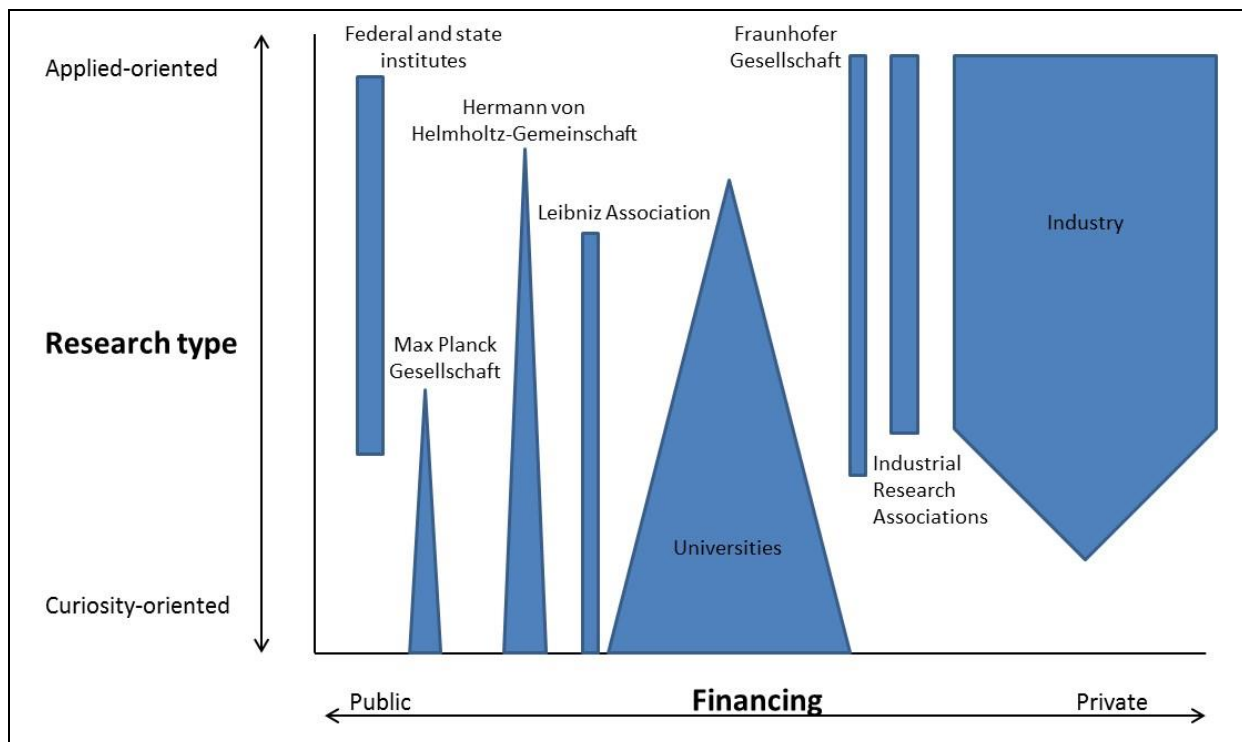 Federal and state
institutes
Fraunhofer
Gesellschaft
Applied-oriented
Hermann von
Helmholtz-Gemeinschaft
Leibniz Association
Industry
Research type
Max Planck
Gesellschaft
Industrial
Research
Associations
Universities
Curiosity-oriented
Public
Financing
Private